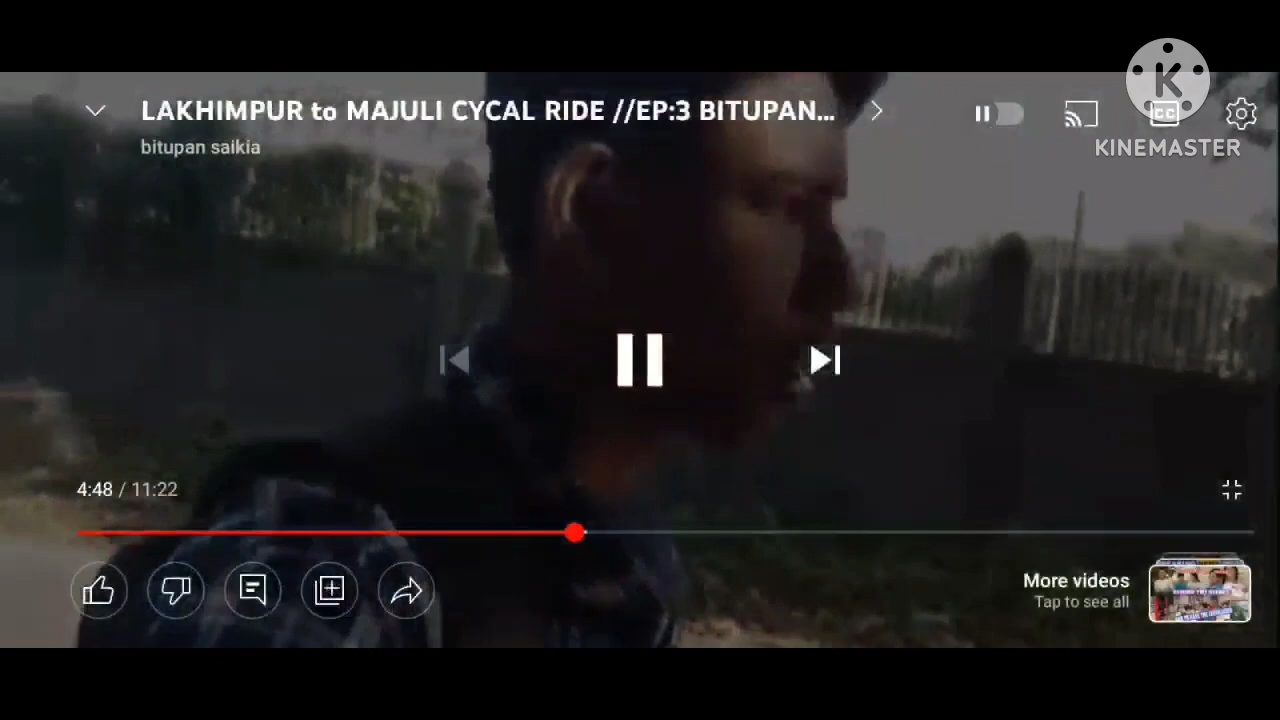 LAKHIMPUR to MAJULI CYCAL RIDE //EP:3 BITUPAN...
bitupan saikia
CC
K
KINEMASTER
4:48 / 11:22
More videos
Tap to see all